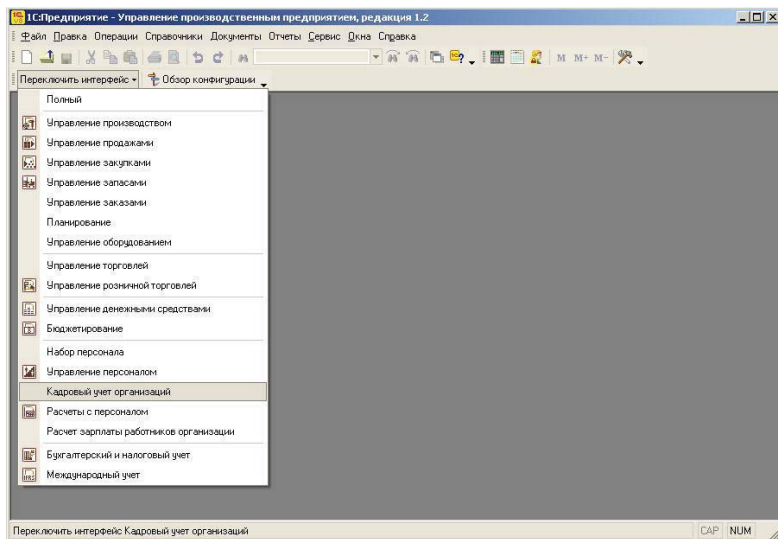 1С:Предприятие - Управление производственным предприятием, редакция 1.2
Файл Правка Операции Справочники Документы Отчеты Сервис Окна Справка
M M+ M-
Переключить интерфейс Обзор конфигурации
Полный
Управление производством
Управление продажами
Управление закупками
Управление запасами
Управление заказами
Планирование
Управление оборудованием
Управление торговлей
Управление розничной торговлей
Управление денежными средствами
Бюджетирование
Набор персонала
Управление персоналом
Кадровый учет организаций
Расчеты с персоналом
Расчет зарплаты работников организации
Бухгалтерский и налоговый учет
Международный учет
Переключить интерфейс Кадровый учет организаций CAP NUM